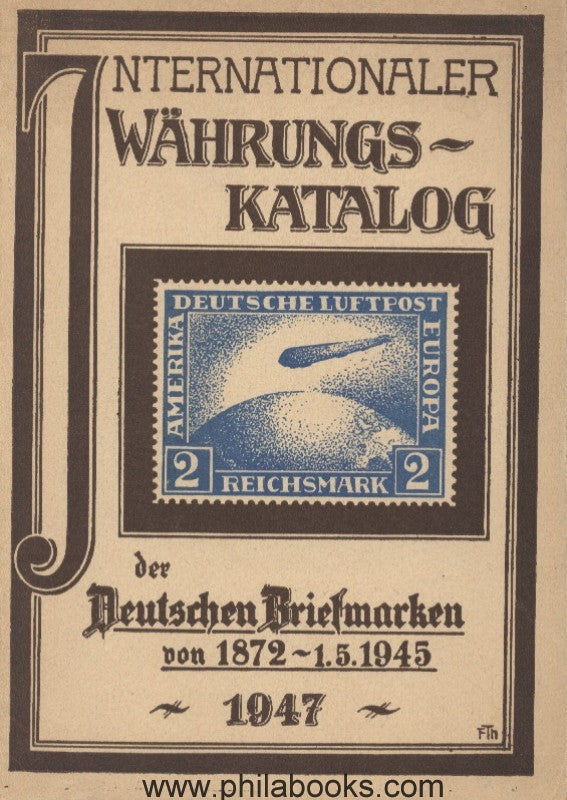 INTERNATIONALER
WÄHRUNGS~
KATALOG
DEUTSCHE LUFTPOST
AMERIKA
EUROPA
2 REICHSMARK 2
der
Deutschen Briefmarken
von 1872~1.5.1945
~ 1947 ~
FTh
www.philabooks.com